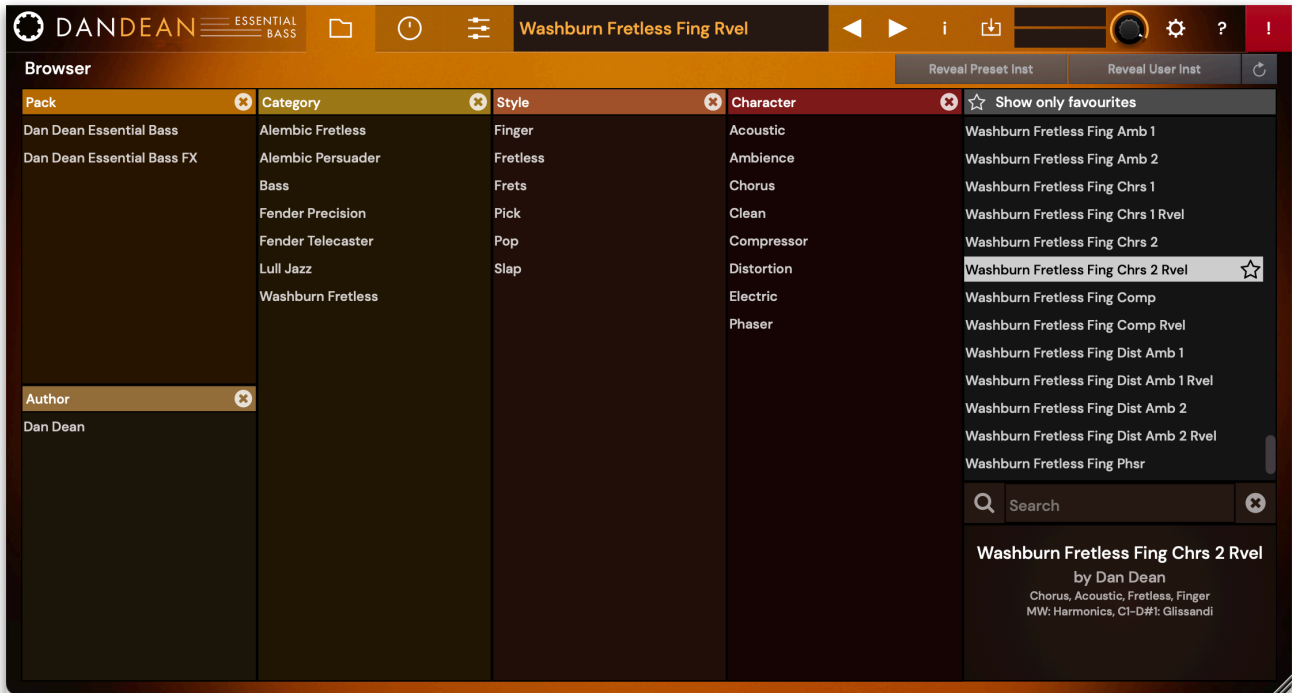 DANDEAN ESSENTIAL BASS
Washburn Fretless Fing Rvel
i
?
!
Browser
Reveal Preset Inst
Reveal User Inst
Pack
Dan Dean Essential Bass
Dan Dean Essential Bass FX
Author
Dan Dean
Category
Alembic Fretless
Alembic Persuader
Bass
Fender Precision
Fender Telecaster
Lull Jazz
Washburn Fretless
Style
Finger
Fretless
Frets
Pick
Pop
Slap
Character
Acoustic
Ambience
Chorus
Clean
Compressor
Distortion
Electric
Phaser
Show only favourites
Washburn Fretless Fing Amb 1
Washburn Fretless Fing Amb 2
Washburn Fretless Fing Chrs 1
Washburn Fretless Fing Chrs 1 Rvel
Washburn Fretless Fing Chrs 2
Washburn Fretless Fing Chrs 2 Rvel
Washburn Fretless Fing Comp
Washburn Fretless Fing Comp Rvel
Washburn Fretless Fing Dist Amb 1
Washburn Fretless Fing Dist Amb 1 Rvel
Washburn Fretless Fing Dist Amb 2
Washburn Fretless Fing Dist Amb 2 Rvel
Washburn Fretless Fing Phsr
Search
Washburn Fretless Fing Chrs 2 Rvel
by Dan Dean
Chorus, Acoustic, Fretless, Finger
MW: Harmonics, C1-D#1: Glissandi